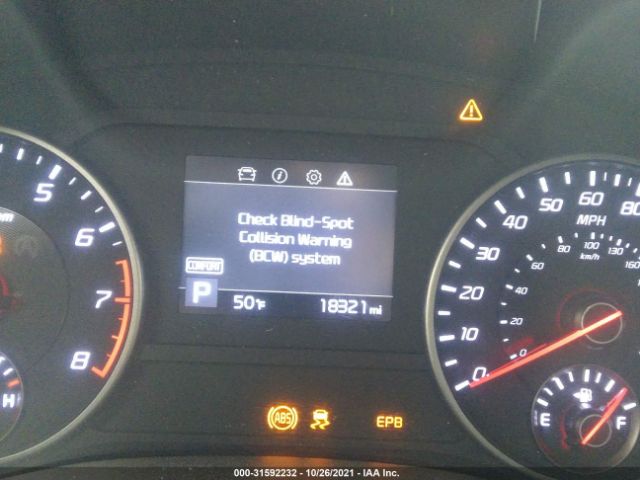 Check Blind-Spot
Collision Warning
(BCW) system
COMFORT
P
50°F
18321 mi
5
6
7
8
H
0
10
20
30
40
50
60
70
80
MPH
0
20
40
60
80
100
130
160
km/h
E
F
ABS
EPB
000-31592232 - 10/26/2021 - IAA Inc.